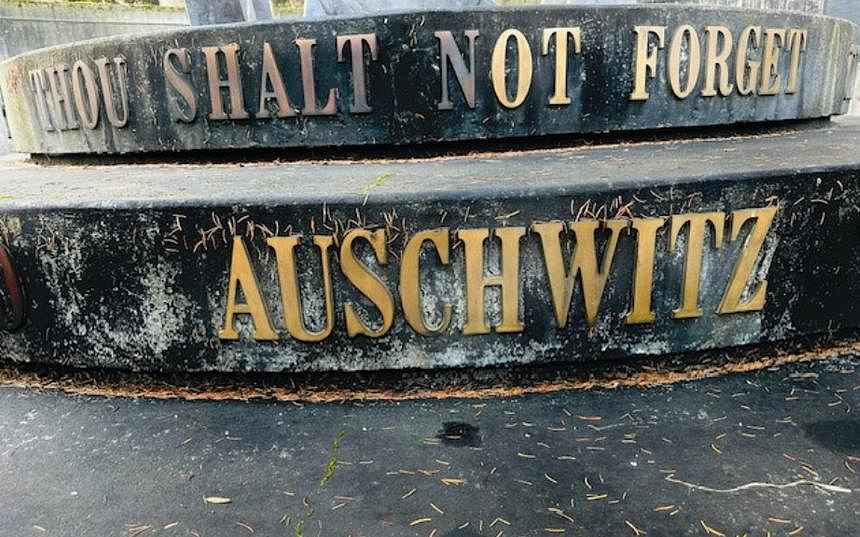 THOU SHALT NOT FORGET
AUSCHWITZ